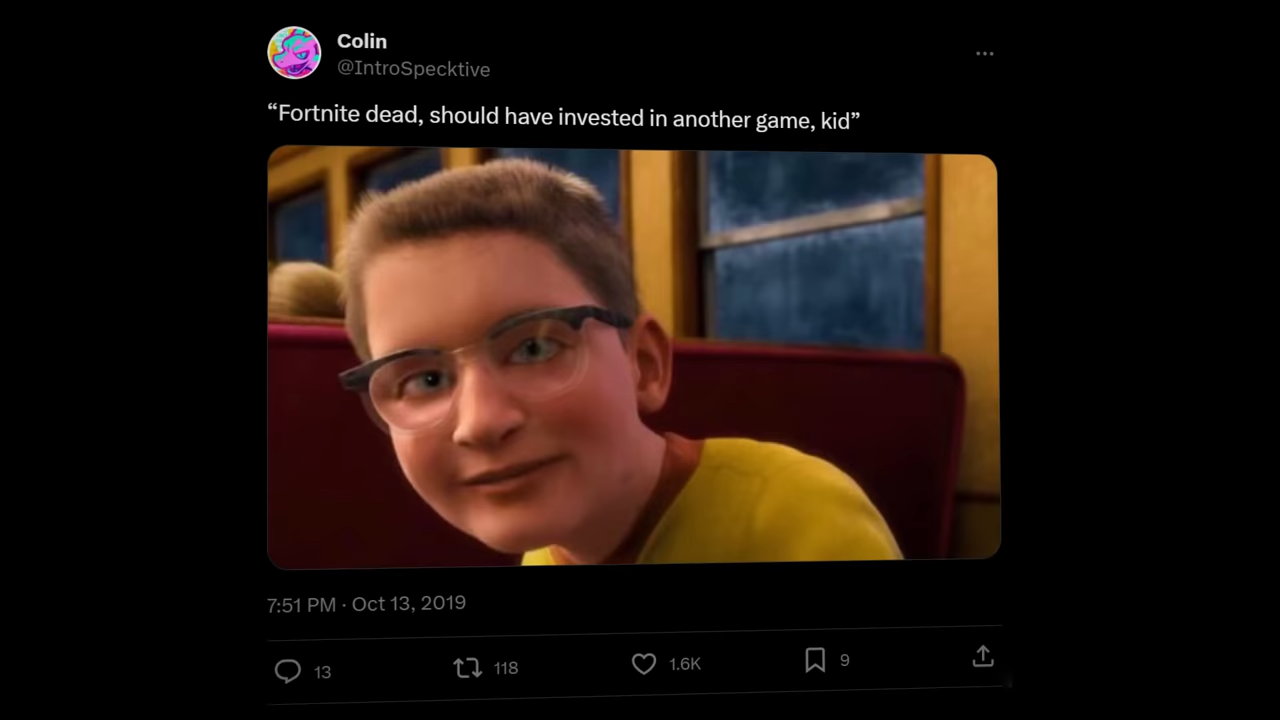 Colin
@IntroSpecktive
“Fortnite dead, should have invested in another game, kid”
7:51 PM · Oct 13, 2019
13 118 1.6K 9